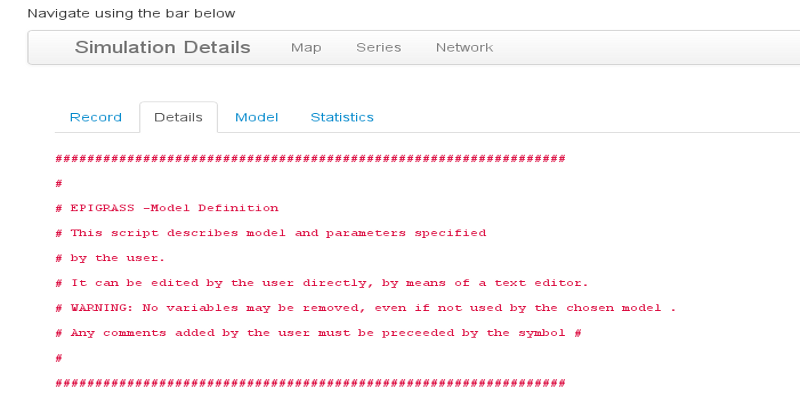 Navigate using the bar below
Simulation Details Map Series Network
Record Details Model Statistics
################################################################
#
# EPIGRASS -Model Definition
# This script describes model and parameters specified
# by the user.
# It can be edited by the user directly, by means of a text editor.
# WARNING: No variables may be removed, even if not used by the chosen model .
# Any comments added by the user must be preceeded by the symbol #
#
################################################################